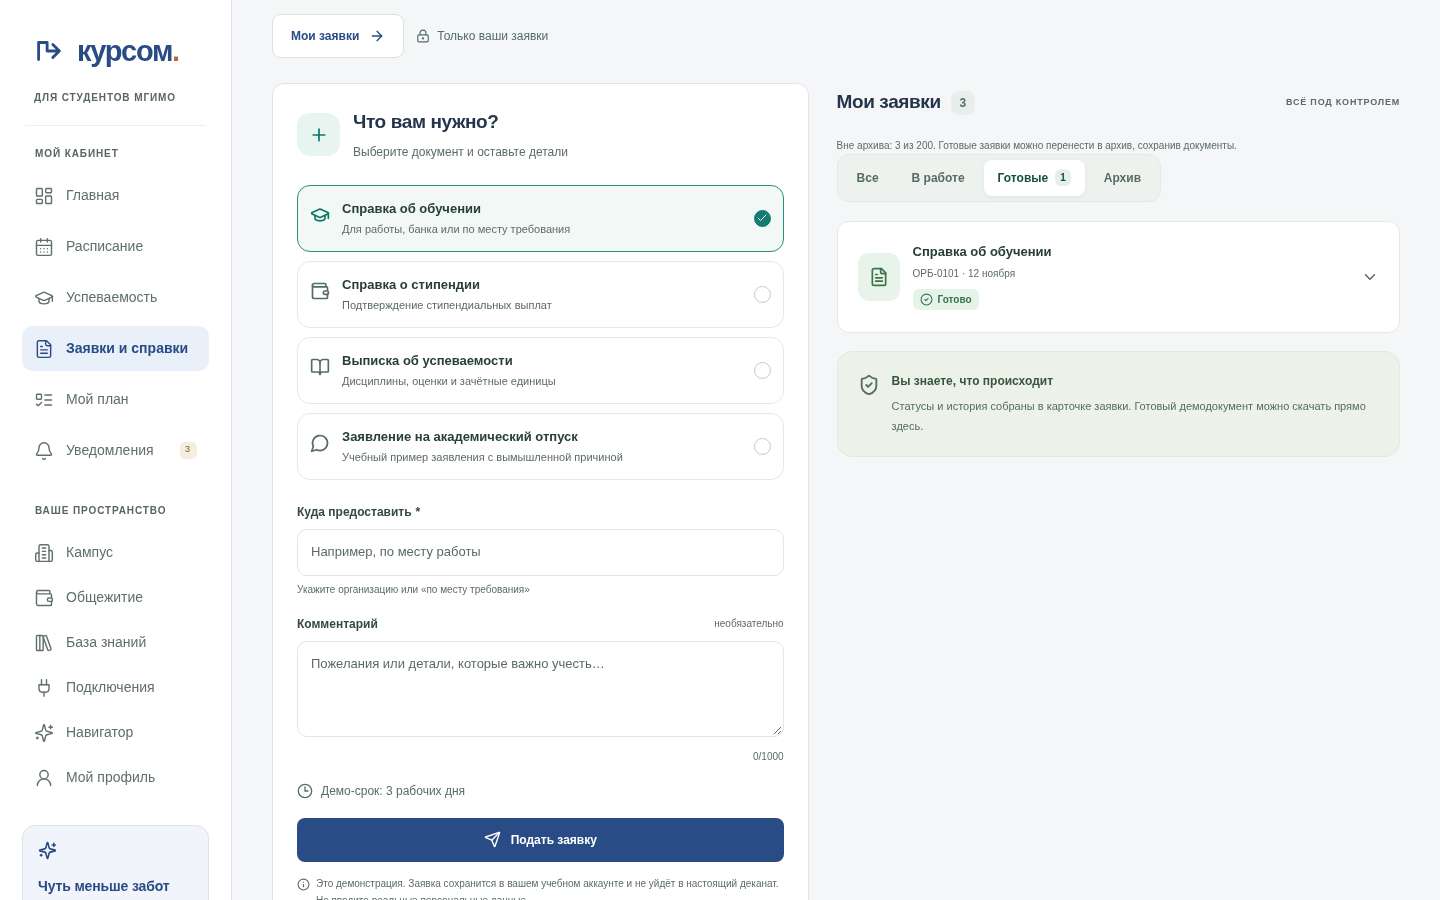 курсом.
ДЛЯ СТУДЕНТОВ МГИМО
МОЙ КАБИНЕТ
Главная
Расписание
Успеваемость
Заявки и справки
Мой план
Уведомления 3
ВАШЕ ПРОСТРАНСТВО
Кампус
Общежитие
База знаний
Подключения
Навигатор
Мой профиль
Чуть меньше забот
Мои заявки
Только ваши заявки
Что вам нужно?
Выберите документ и оставьте детали
Справка об обучении
Для работы, банка или по месту требования
Справка о стипендии
Подтверждение стипендиальных выплат
Выписка об успеваемости
Дисциплины, оценки и зачётные единицы
Заявление на академический отпуск
Учебный пример заявления с вымышленной причиной
Куда предоставить *
Например, по месту работы
Укажите организацию или «по месту требования»
Комментарий необязательно
Пожелания или детали, которые важно учесть…
0/1000
Демо-срок: 3 рабочих дня
Подать заявку
Это демонстрация. Заявка сохранится в вашем учебном аккаунте и не уйдёт в настоящий деканат.
Не вводите реальные персональные данные.
Мои заявки 3
ВСЁ ПОД КОНТРОЛЕМ
Вне архива: 3 из 200. Готовые заявки можно перенести в архив, сохранив документы.
Все В работе Готовые 1 Архив
Справка об обучении
ОРБ-0101 · 12 ноября
Готово
Вы знаете, что происходит
Статусы и история собраны в карточке заявки. Готовый демодокумент можно скачать прямо
здесь.